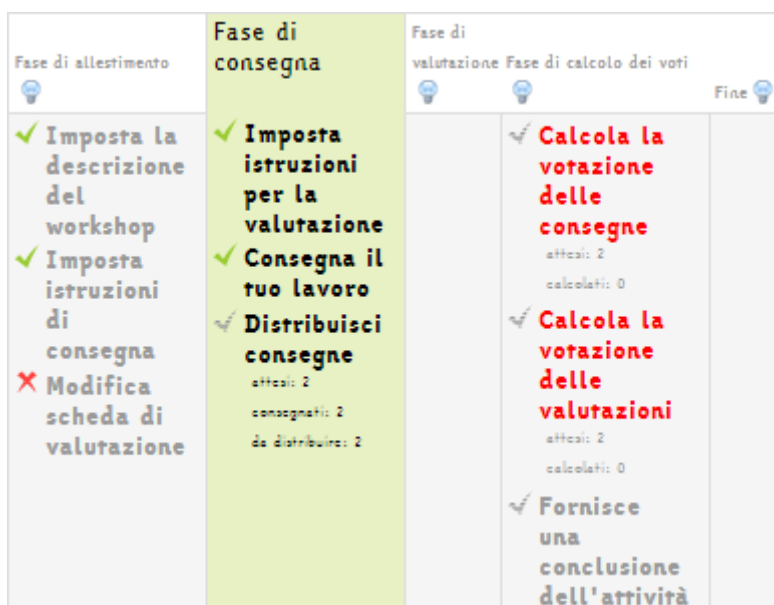 Fase di allestimento
Fase di
consegna
Fase di
valutazione
Fase di calcolo dei voti
Fine
Imposta la
descrizione
del
workshop
Imposta
istruzioni
di
consegna
Modifica
scheda di
valutazione
Imposta
istruzioni
per la
valutazione
Consegna il
tuo lavoro
Distribuisci
consegne
attesi: 2
consegnati: 2
da distribuire: 2
Calcola la
votazione
delle
consegne
attesi: 2
calcolati: 0
Calcola la
votazione
delle
valutazioni
attesi: 2
calcolati: 0
Fornisce
una
conclusione
dell'attività